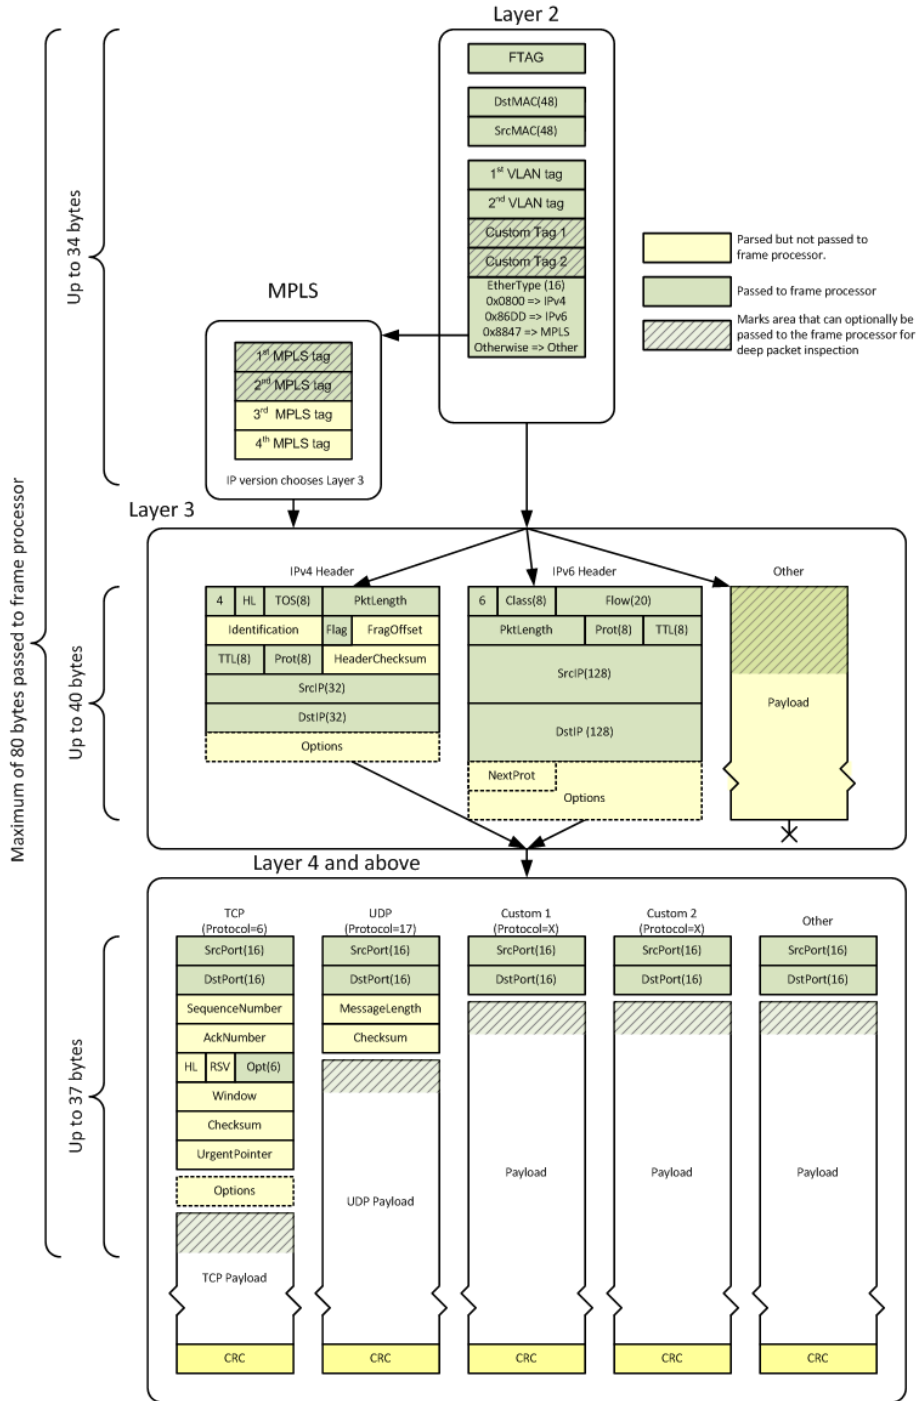 Layer 2
FTAG
DstMAC(48)
SrcMAC(48)
1st VLAN tag
2nd VLAN tag
Custom Tag 1
Custom Tag 2
EtherType (16)
0x0800 => IPv4
0x86DD => IPv6
0x8847 => MPLS
Otherwise => Other
Parsed but not passed to
frame processor.
Passed to frame processor
Marks area that can optionally be
passed to the frame processor for
deep packet inspection
MPLS
1st MPLS tag
2nd MPLS tag
3rd MPLS tag
4th MPLS tag
IP version chooses Layer 3
Up to 34 bytes
Maximum of 80 bytes passed to frame processor
Layer 3
Up to 40 bytes
IPv4 Header
4 HL TOS(8) PktLength
Identification Flag FragOffset
TTL(8) Prot(8) HeaderChecksum
SrcIP(32)
DstIP(32)
Options
IPv6 Header
6 Class(8) Flow(20)
PktLength Prot(8) TTL(8)
SrcIP(128)
DstIP (128)
NextProt
Options
Other
Payload
Layer 4 and above
Up to 37 bytes
TCP
(Protocol=6)
SrcPort(16)
DstPort(16)
SequenceNumber
AckNumber
HL RSV Opt(6)
Window
Checksum
UrgentPointer
Options
TCP Payload
CRC
UDP
(Protocol=17)
SrcPort(16)
DstPort(16)
MessageLength
Checksum
UDP Payload
CRC
Custom 1
(Protocol=X)
SrcPort(16)
DstPort(16)
Payload
CRC
Custom 2
(Protocol=X)
SrcPort(16)
DstPort(16)
Payload
CRC
Other
SrcPort(16)
DstPort(16)
Payload
CRC